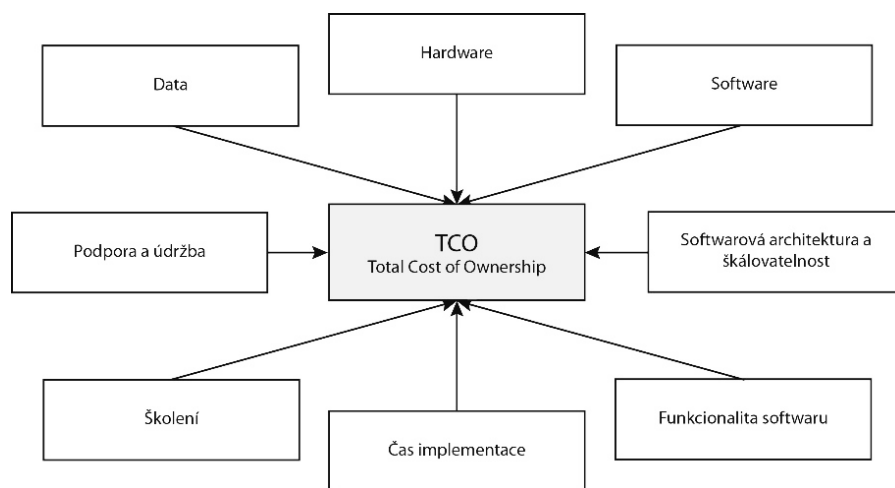 Hardware
Data
Software
TCO
Total Cost of Ownership
Podpora a údržba
Softwarová architektura a
škálovatelnost
Školení
Čas implementace
Funkcionalita softwaru